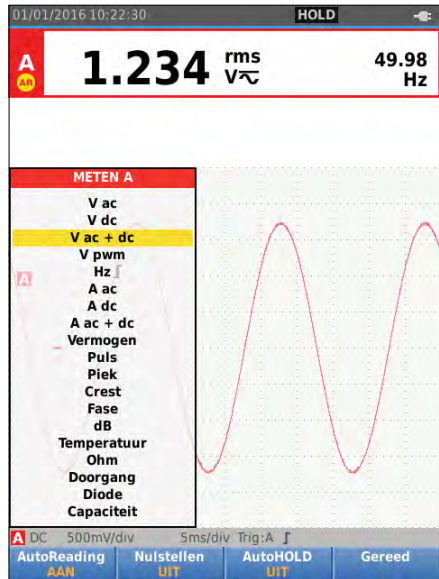 01/01/2016 10:22:30 HOLD
A
AR
1.234 rms V
49.98 Hz
METEN A
V ac
V dc
V ac + dc
V pwm
Hz
A ac
A dc
A ac + dc
Vermogen
Puls
Piek
Crest
Fase
dB
Temperatuur
Ohm
Doorgang
Diode
Capaciteit
A
A DC 500mV/div 5ms/div Trig:A
AutoReading Nulstellen AutoHOLD Gereed
AAN UIT UIT